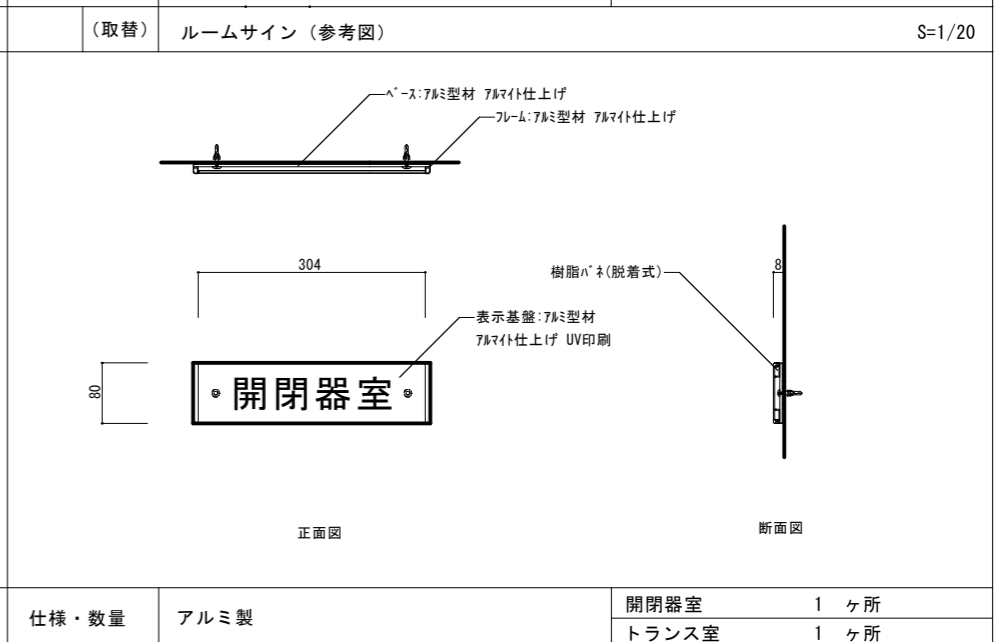 (取替) ルームサイン (参考図) S=1/20
ベース:アルミ型材 アルマイト仕上げ
フレーム:アルミ型材 アルマイト仕上げ
304
8
樹脂バネ(脱着式)
表示基盤:アルミ型材
アルマイト仕上げ UV印刷
80
開閉器室
正面図
断面図
仕様・数量 アルミ製
開閉器室 1 ヶ所
トランス室 1 ヶ所